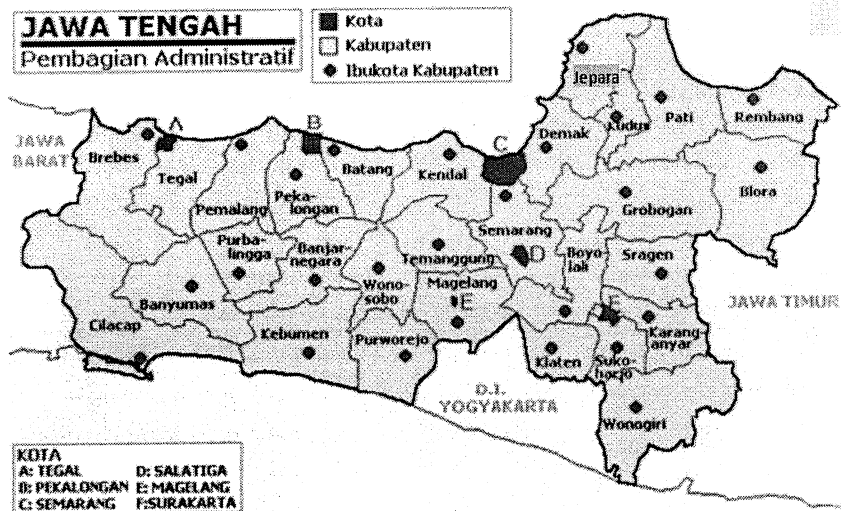 JAWA TENGAH
Pembagian Administratif
Kota
Kabupaten
Ibukota Kabupaten
JAWA
BARAT
Brebes
A
Tegal
Pemalang
B
Peka-
longan
Batang
Kendal
C
Semarang
Demak
Jepara
Kudus
Pati
Rembang
Blora
Grobogan
Purba-
lingga
Banjar-
negara
Wono-
sobo
Temanggung
D
Boyo-
lali
Sragen
Banyumas
Magelang
E
F
Karang-
anyar
JAWA TIMUR
Cilacap
Kebumen
Purworejo
Klaten
Suko-
harjo
D.I.
YOGYAKARTA
Wonogiri
KOTA
A: TEGAL D: SALATIGA
B: PEKALONGAN E: MAGELANG
C: SEMARANG F:SURAKARTA